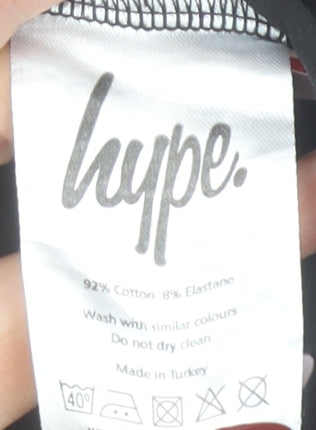 hype.
92% Cotton 8% Elastane
Wash with similar colours
Do not dry clean
Made in Turkey
40°